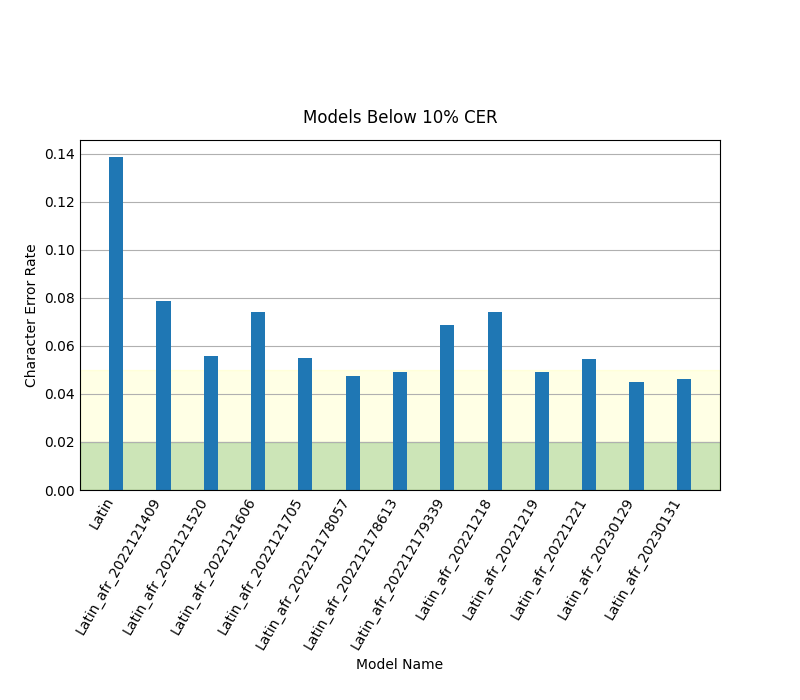 Models Below 10% CER
0.14
0.12
0.10
0.08
0.06
0.04
0.02
0.00
Character Error Rate
Latin
Latin_afr_2022121409
Latin_afr_2022121520
Latin_afr_2022121606
Latin_afr_2022121705
Latin_afr_202212178057
Latin_afr_202212178613
Latin_afr_202212179339
Latin_afr_20221218
Latin_afr_20221219
Latin_afr_20221221
Latin_afr_20230129
Latin_afr_20230131
Model Name